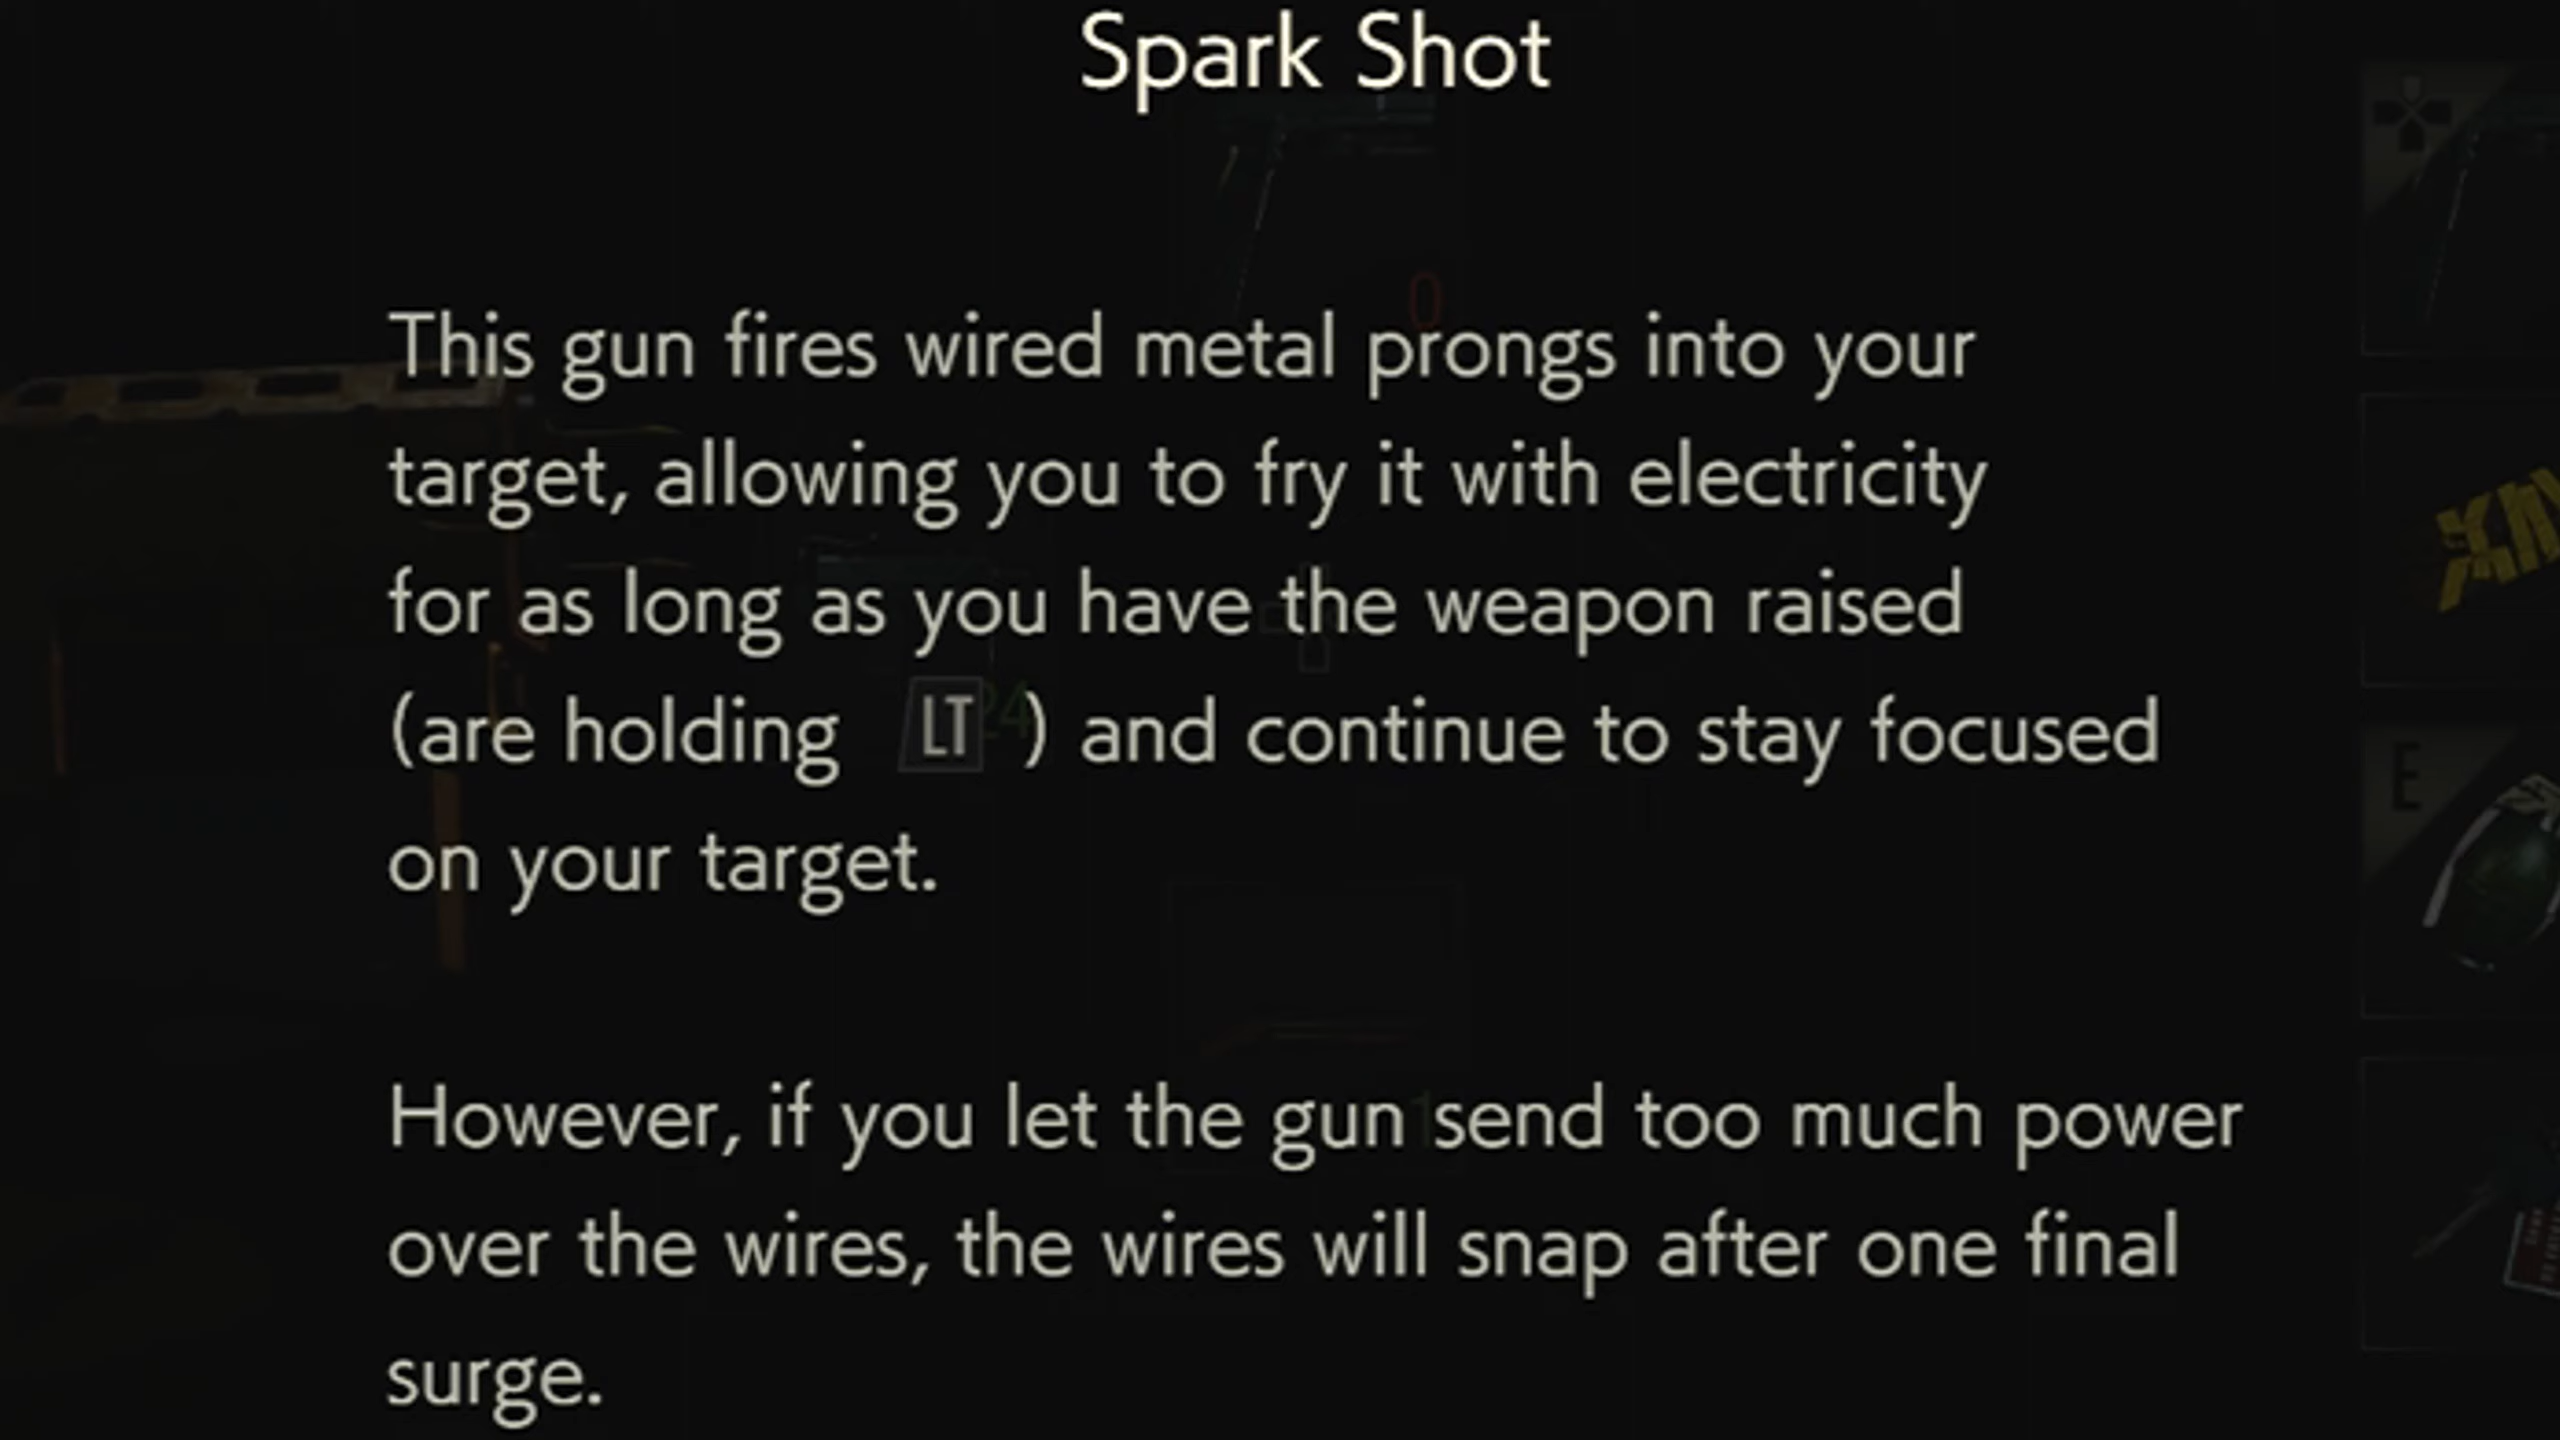 Spark Shot
0
This gun fires wired metal prongs into your
target, allowing you to fry it with electricity
for as long as you have the weapon raised
(are holding LT ) and continue to stay focused
24
on your target.
E
However, if you let the gun send too much power
1
over the wires, the wires will snap after one final
surge.